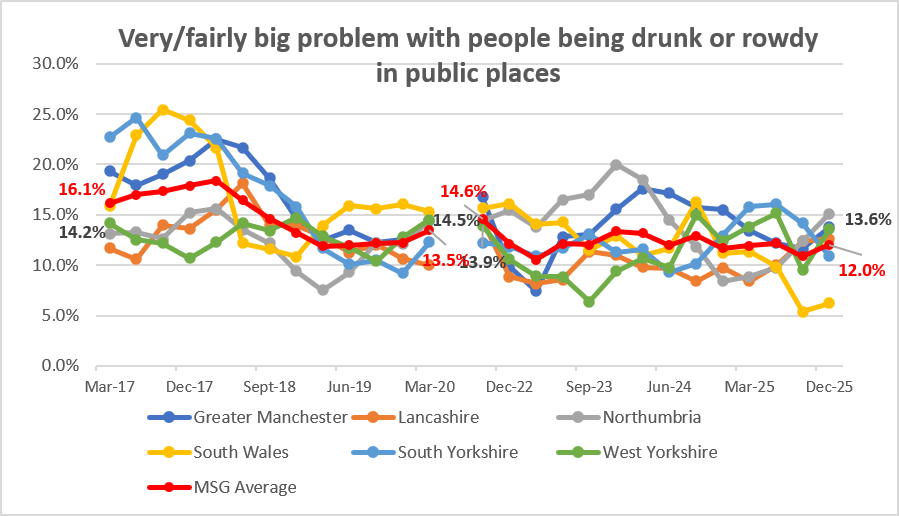 Very/fairly big problem with people being drunk or rowdy
in public places
30.0%
25.0%
20.0%
15.0%
10.0%
5.0%
0.0%
16.1%
14.2%
14.6%
14.5%
13.5%
13.9%
13.6%
12.0%
Mar-17 Dec-17 Sept-18 Jun-19 Mar-20 Dec-22 Sep-23 Jun-24 Mar-25 Dec-25
Greater Manchester Lancashire Northumbria
South Wales South Yorkshire West Yorkshire
MSG Average